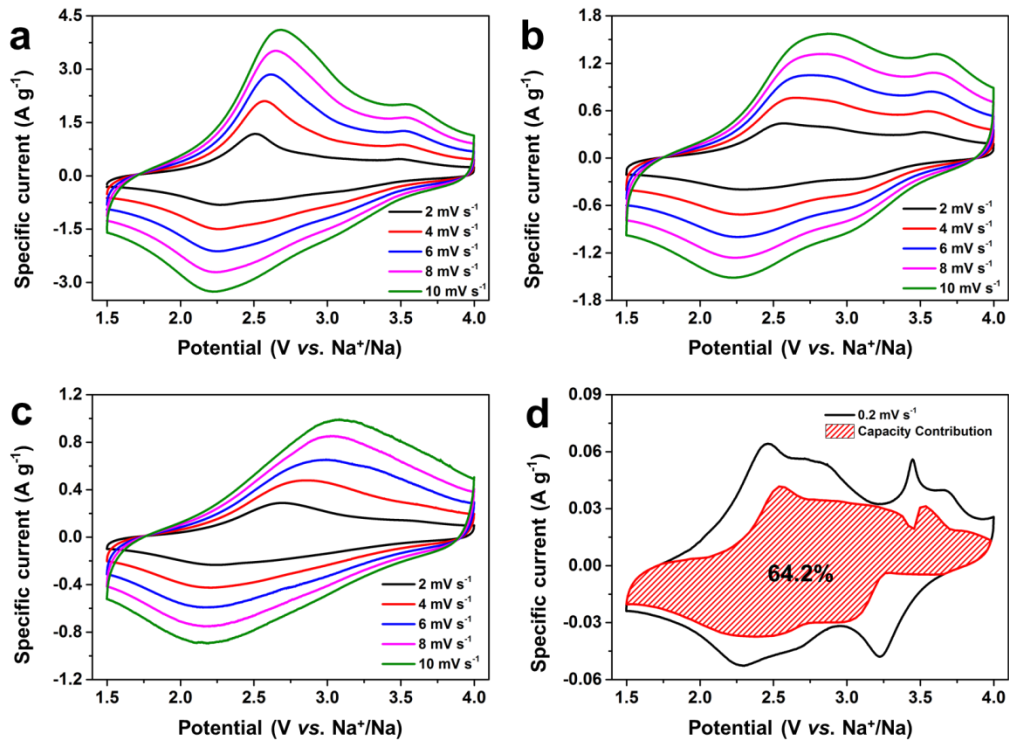 a
4.5
3.0
1.5
0.0
-1.5
-3.0
Specific current (A g⁻¹)
2 mV s⁻¹
4 mV s⁻¹
6 mV s⁻¹
8 mV s⁻¹
10 mV s⁻¹
1.5 2.0 2.5 3.0 3.5 4.0
Potential (V vs. Na⁺/Na)
b
1.8
1.2
0.6
0.0
-0.6
-1.2
-1.8
Specific current (A g⁻¹)
2 mV s⁻¹
4 mV s⁻¹
6 mV s⁻¹
8 mV s⁻¹
10 mV s⁻¹
1.5 2.0 2.5 3.0 3.5 4.0
Potential (V vs. Na⁺/Na)
c
1.2
0.8
0.4
0.0
-0.4
-0.8
-1.2
Specific current (A g⁻¹)
2 mV s⁻¹
4 mV s⁻¹
6 mV s⁻¹
8 mV s⁻¹
10 mV s⁻¹
1.5 2.0 2.5 3.0 3.5 4.0
Potential (V vs. Na⁺/Na)
d
0.09
0.06
0.03
0.00
-0.03
-0.06
Specific current (A g⁻¹)
0.2 mV s⁻¹
Capacity Contribution
64.2%
1.5 2.0 2.5 3.0 3.5 4.0
Potential (V vs. Na⁺/Na)